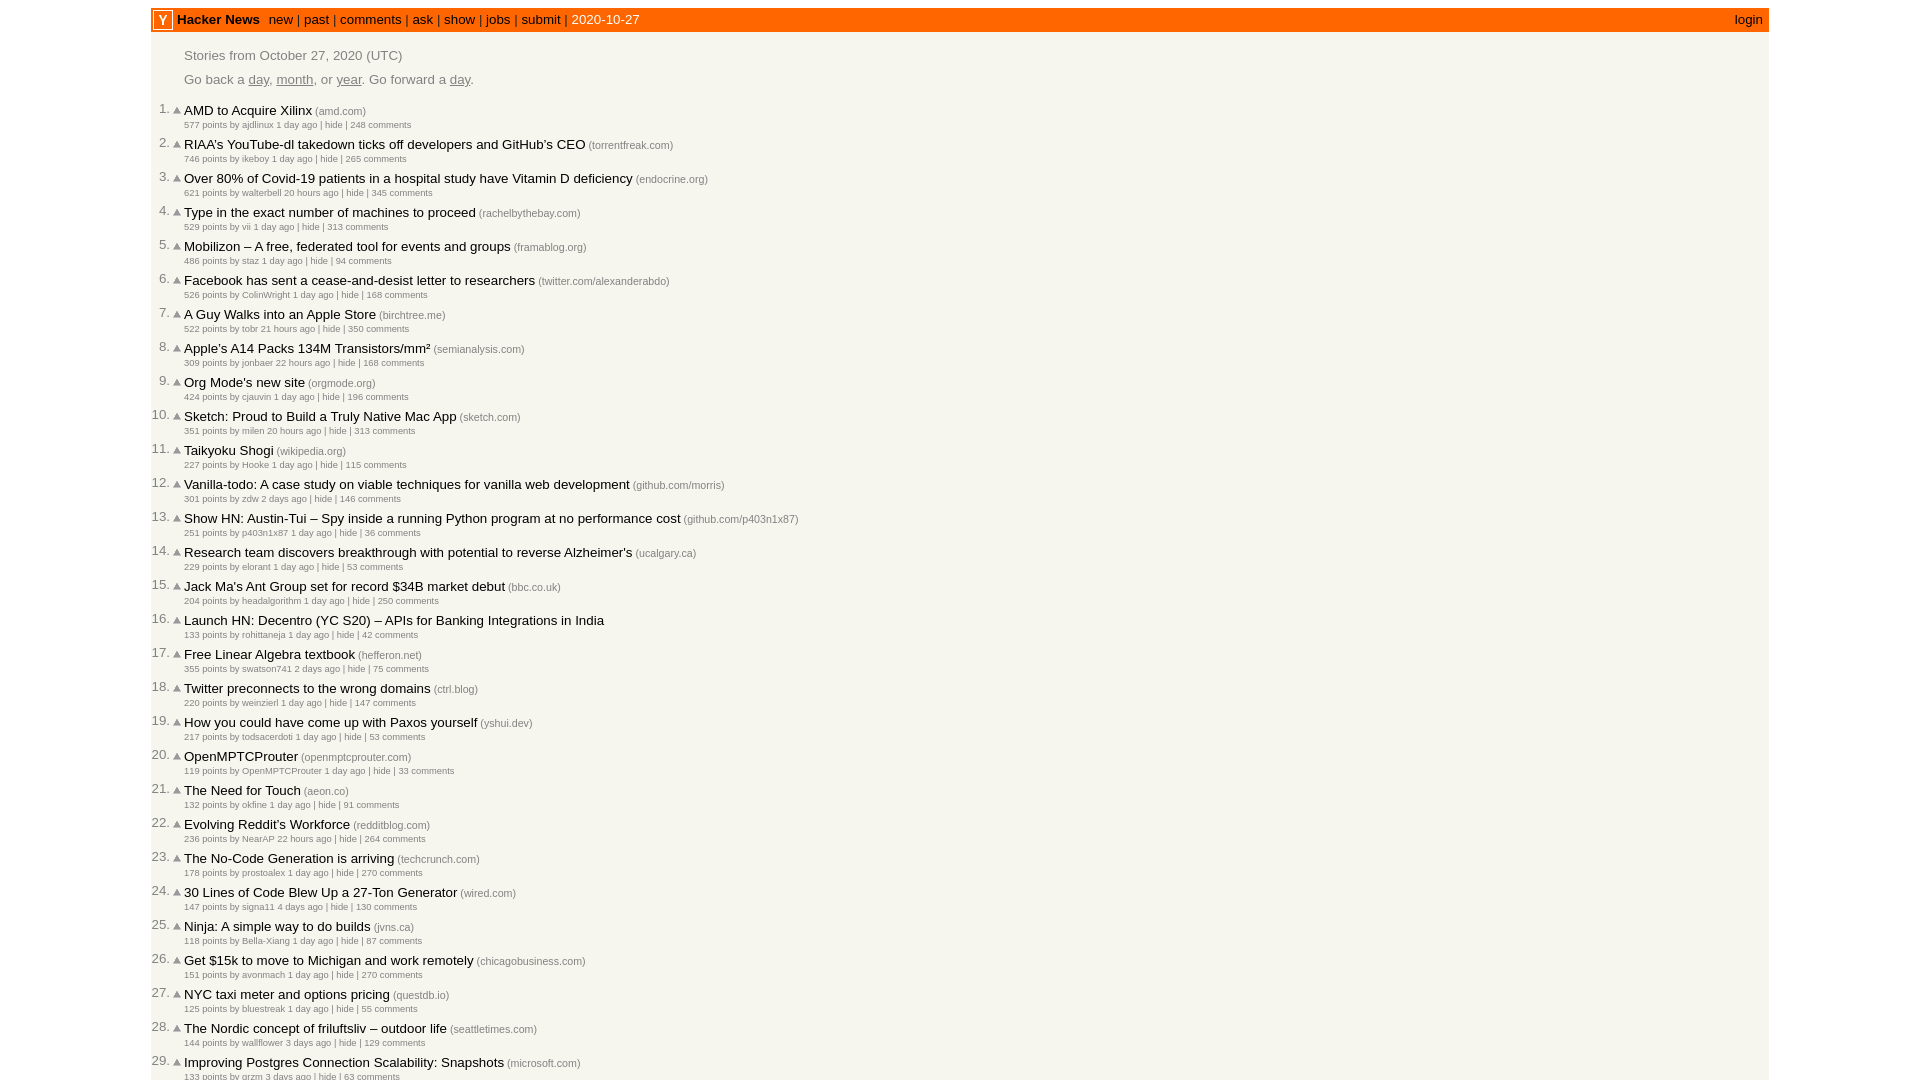 Y Hacker News new | past | comments | ask | show | jobs | submit | 2020-10-27 login
Stories from October 27, 2020 (UTC)
Go back a day, month, or year. Go forward a day.
1. AMD to Acquire Xilinx (amd.com)
577 points by ajdlinux 1 day ago | hide | 248 comments
2. RIAA's YouTube-dl takedown ticks off developers and GitHub's CEO (torrentfreak.com)
746 points by ikeboy 1 day ago | hide | 265 comments
3. Over 80% of Covid-19 patients in a hospital study have Vitamin D deficiency (endocrine.org)
621 points by walterbell 20 hours ago | hide | 345 comments
4. Type in the exact number of machines to proceed (rachelbythebay.com)
529 points by vii 1 day ago | hide | 313 comments
5. Mobilizon – A free, federated tool for events and groups (framablog.org)
486 points by staz 1 day ago | hide | 94 comments
6. Facebook has sent a cease-and-desist letter to researchers (twitter.com/alexanderabdo)
526 points by ColinWright 1 day ago | hide | 168 comments
7. A Guy Walks into an Apple Store (birchtree.me)
522 points by tobr 21 hours ago | hide | 350 comments
8. Apple's A14 Packs 134M Transistors/mm² (semianalysis.com)
309 points by jonbaer 22 hours ago | hide | 168 comments
9. Org Mode's new site (orgmode.org)
424 points by cjauvin 1 day ago | hide | 196 comments
10. Sketch: Proud to Build a Truly Native Mac App (sketch.com)
351 points by milen 20 hours ago | hide | 313 comments
11. Taikyoku Shogi (wikipedia.org)
227 points by Hooke 1 day ago | hide | 115 comments
12. Vanilla-todo: A case study on viable techniques for vanilla web development (github.com/morris)
301 points by zdw 2 days ago | hide | 146 comments
13. Show HN: Austin-Tui – Spy inside a running Python program at no performance cost (github.com/p403n1x87)
251 points by p403n1x87 1 day ago | hide | 36 comments
14. Research team discovers breakthrough with potential to reverse Alzheimer's (ucalgary.ca)
229 points by elorant 1 day ago | hide | 53 comments
15. Jack Ma's Ant Group set for record $34B market debut (bbc.co.uk)
204 points by headalgorithm 1 day ago | hide | 250 comments
16. Launch HN: Decentro (YC S20) – APIs for Banking Integrations in India
133 points by rohittaneja 1 day ago | hide | 42 comments
17. Free Linear Algebra textbook (hefferon.net)
355 points by swatson741 2 days ago | hide | 75 comments
18. Twitter preconnects to the wrong domains (ctrl.blog)
220 points by weinzierl 1 day ago | hide | 147 comments
19. How you could have come up with Paxos yourself (yshui.dev)
217 points by todsacerdoti 1 day ago | hide | 53 comments
20. OpenMPTCProuter (openmptcprouter.com)
119 points by OpenMPTCProuter 1 day ago | hide | 33 comments
21. The Need for Touch (aeon.co)
132 points by okfine 1 day ago | hide | 91 comments
22. Evolving Reddit's Workforce (redditblog.com)
236 points by NearAP 22 hours ago | hide | 264 comments
23. The No-Code Generation is arriving (techcrunch.com)
178 points by prostoalex 1 day ago | hide | 270 comments
24. 30 Lines of Code Blew Up a 27-Ton Generator (wired.com)
147 points by signa11 4 days ago | hide | 130 comments
25. Ninja: A simple way to do builds (jvns.ca)
118 points by Bella-Xiang 1 day ago | hide | 87 comments
26. Get $15k to move to Michigan and work remotely (chicagobusiness.com)
151 points by avonmach 1 day ago | hide | 270 comments
27. NYC taxi meter and options pricing (questdb.io)
125 points by bluestreak 1 day ago | hide | 55 comments
28. The Nordic concept of friluftsliv – outdoor life (seattletimes.com)
144 points by wallflower 3 days ago | hide | 129 comments
29. Improving Postgres Connection Scalability: Snapshots (microsoft.com)
133 points by grzm 3 days ago | hide | 63 comments